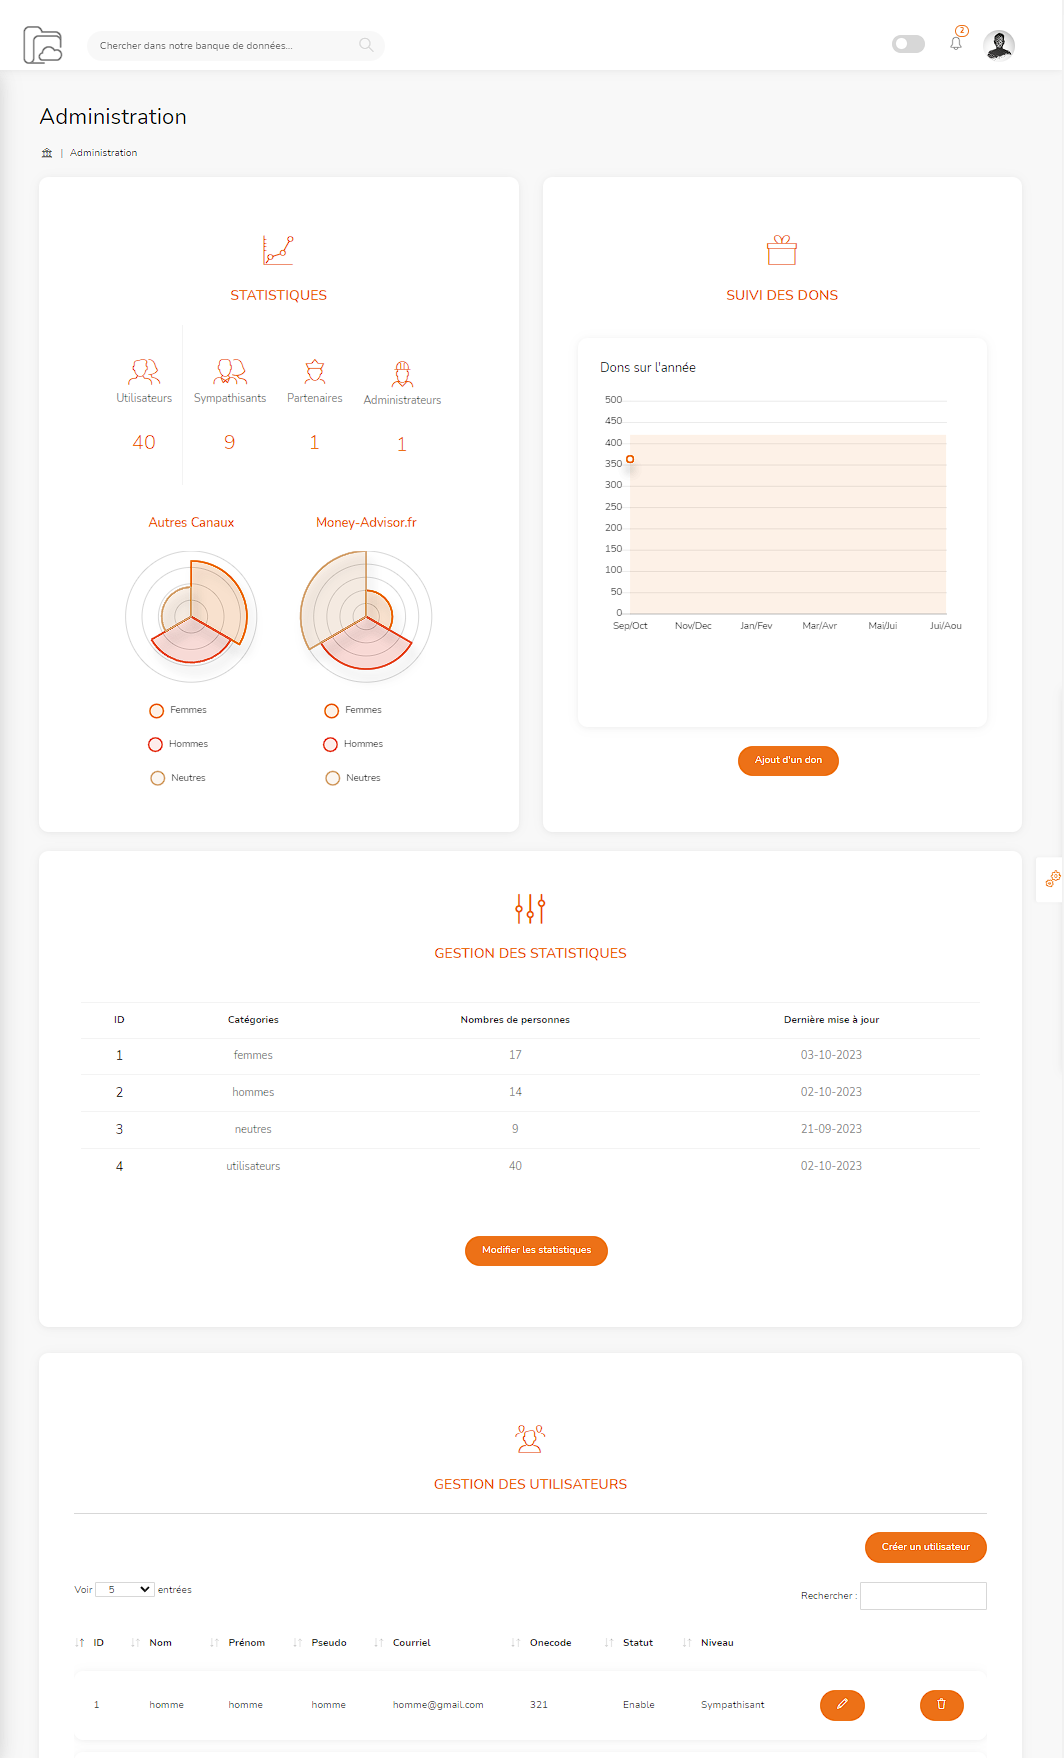 Chercher dans notre banque de données...
2
Administration
| Administration
STATISTIQUES
Utilisateurs Sympathisants Partenaires Administrateurs
40 9 1 1
Autres Canaux Money-Advisor.fr
Femmes Femmes
Hommes Hommes
Neutres Neutres
SUIVI DES DONS
Dons sur l'année
500
450
400
350
300
250
200
150
100
50
0
Sep/Oct Nov/Dec Jan/Fev Mar/Avr Mai/Jui Jui/Aou
Ajout d'un don
GESTION DES STATISTIQUES
ID Catégories Nombres de personnes Dernière mise à jour
1 femmes 17 03-10-2023
2 hommes 14 02-10-2023
3 neutres 9 21-09-2023
4 utilisateurs 40 02-10-2023
Modifier les statistiques
GESTION DES UTILISATEURS
Créer un utilisateur
Voir 5 entrées
Rechercher :
ID Nom Prénom Pseudo Courriel Onecode Statut Niveau
1 homme homme homme homme@gmail.com 321 Enable Sympathisant